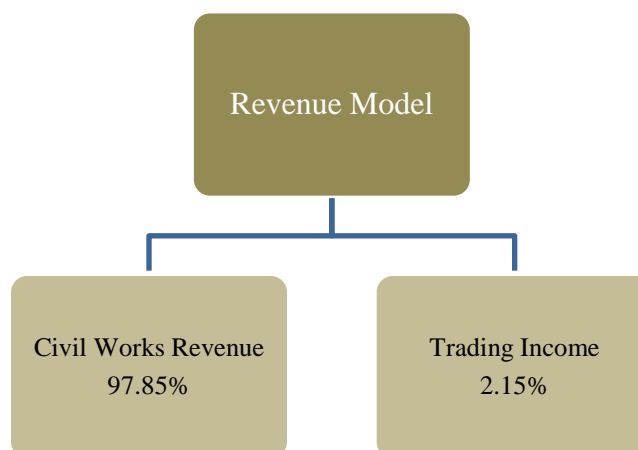 Revenue Model
Civil Works Revenue
97.85%
Trading Income
2.15%